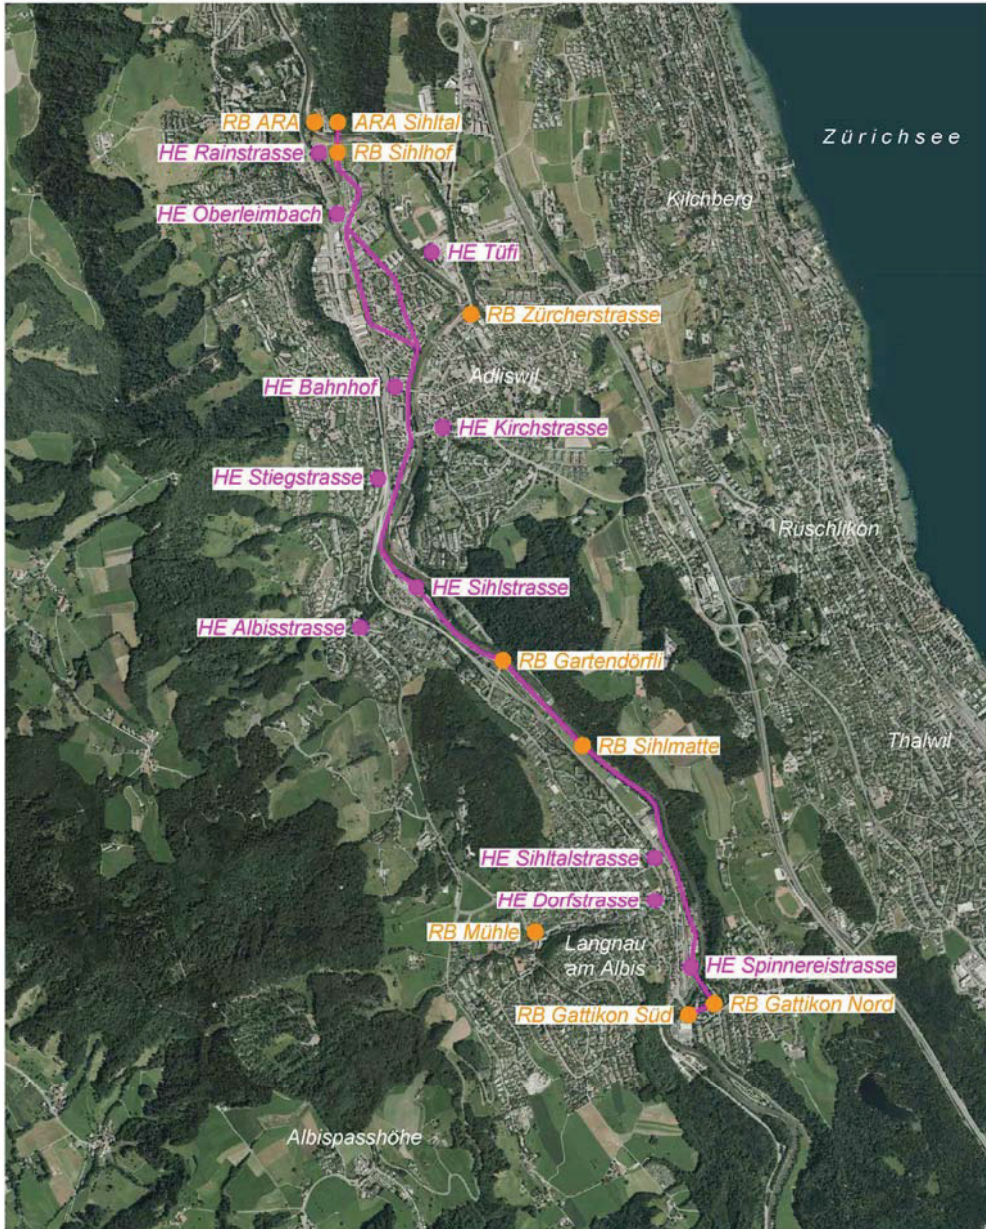 RB ARA
ARA Sihltal
Zürichsee
HE Rainstrasse
RB Sihlhof
Kilchberg
HE Oberleimbach
HE Tüfi
RB Zürcherstrasse
Adliswil
HE Bahnhof
HE Kirchstrasse
HE Stiegstrasse
Rüschlikon
HE Sihlstrasse
HE Albisstrasse
RB Gartendörfli
RB Sihlmatte
Thalwil
HE Sihltalstrasse
HE Dorfstrasse
RB Mühle
Langnau
am Albis
HE Spinnereistrasse
RB Gattikon Nord
RB Gattikon Süd
Albispasshöhe